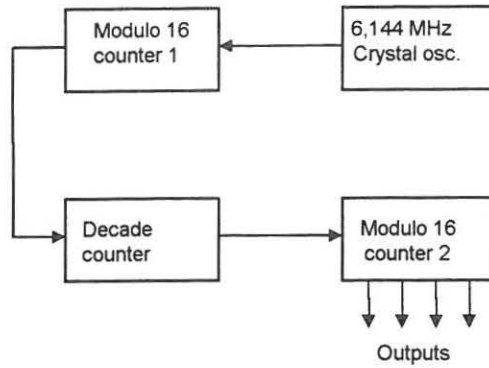 Modulo 16
counter 1
6,144 MHz
Crystal osc.
Decade
counter
Modulo 16
counter 2
Outputs